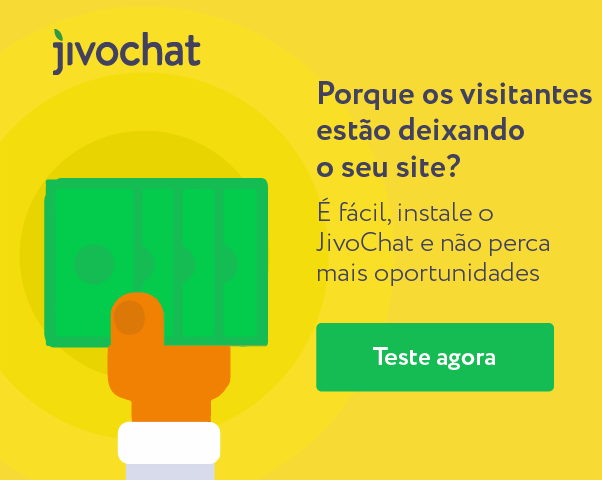 jivochat
Porque os visitantes
estão deixando
o seu site?
É fácil, instale o
JivoChat e não perca
mais oportunidades
Teste agora